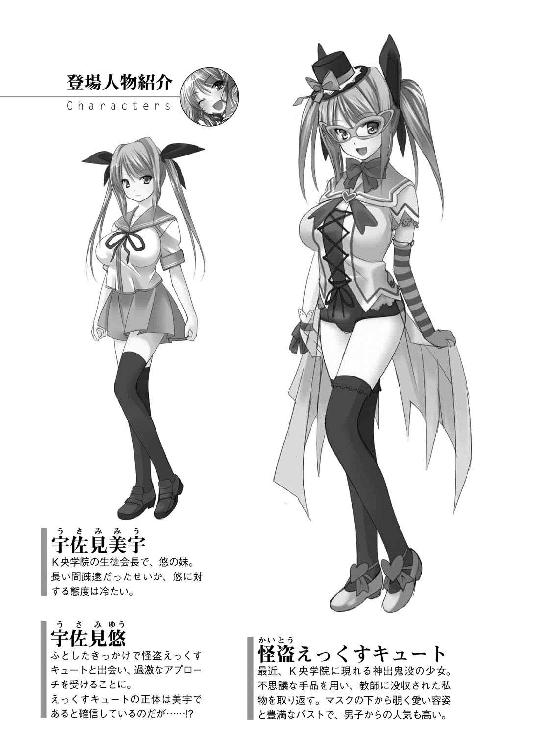 登場人物紹介
Characters
うさみみう
宇佐見美宇
K央学院の生徒会長で、悠の妹。
長い間疎遠だったせいか、悠に対
する態度は冷たい。
うさみゆう
宇佐見悠
ふとしたきっかけで怪盗えっくす
キュートと出会い、過激なアプロー
チを受けることに。
えっくすキュートの正体は美宇で
あると確信しているのだが……!?
かいとう
怪盗えっくすキュート
最近、K央学院に現れる神出鬼没の少女。
不思議な手品を用い、教師に没収された私
物を取り返す。マスクの下から覗く愛い容姿
と豊満なバストで、男子からの人気も高い。